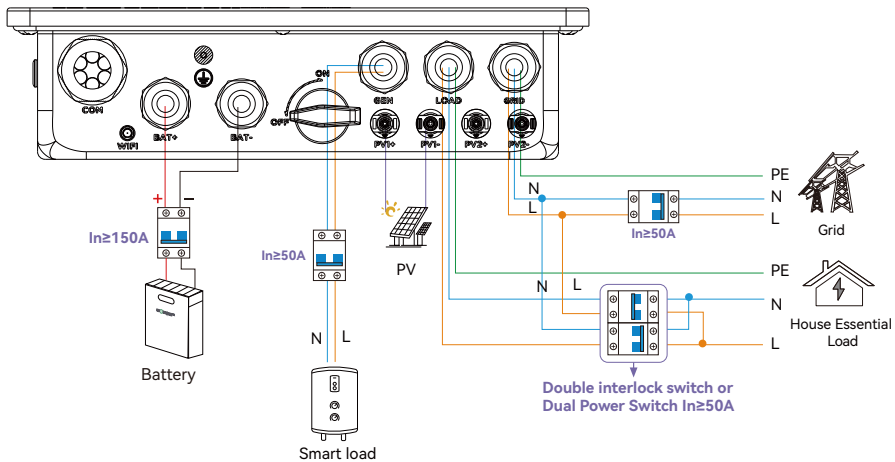 ON
GEN
LOAD
GRID
COM
OFF
WIFI
BAT+
BAT-
PV1+
PV1-
PV2+
PV2-
PE
+
−
N
N
L
L
In≥150A
In≥50A
In≥50A
Grid
PV
PE
N
L
N
House Essential
Load
N
L
L
Battery
Double interlock switch or
Dual Power Switch In≥50A
Smart load